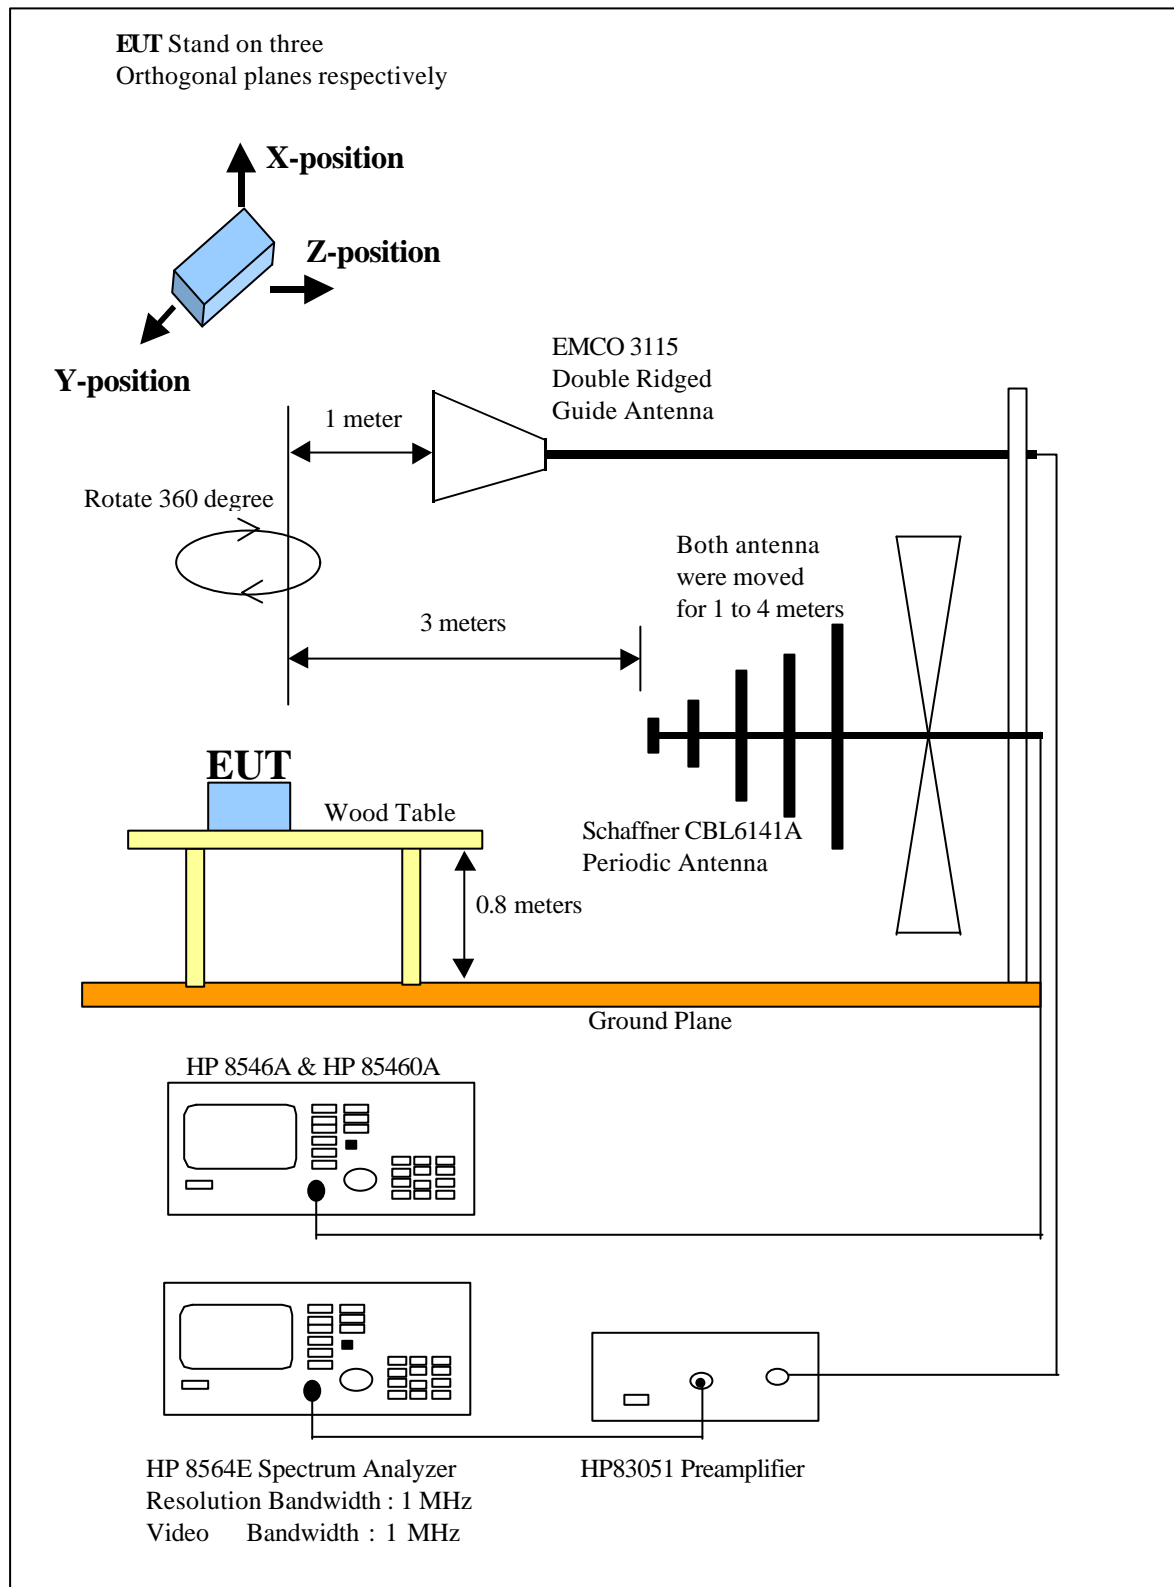 EUT Stand on three
Orthogonal planes respectively
X-position
Z-position
Y-position
EMCO 3115
Double Ridged
Guide Antenna
1 meter
Rotate 360 degree
Both antenna
were moved
for 1 to 4 meters
3 meters
EUT
Wood Table
Schaffner CBL6141A
Periodic Antenna
0.8 meters
Ground Plane
HP 8546A & HP 85460A
HP 8564E Spectrum Analyzer
Resolution Bandwidth : 1 MHz
Video Bandwidth : 1 MHz
HP83051 Preamplifier